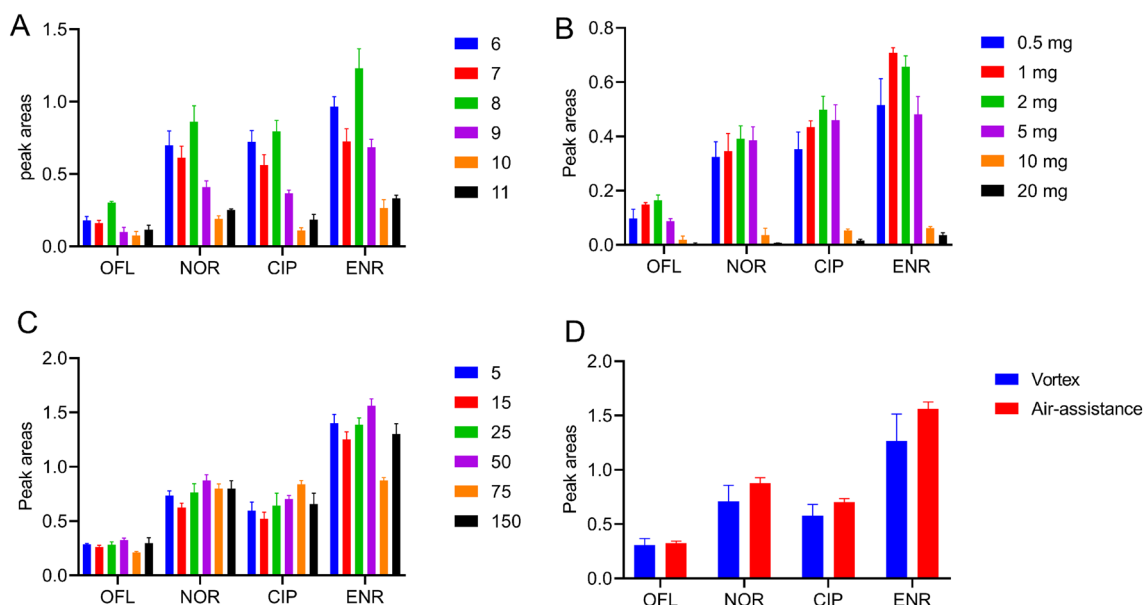 A
peak areas
1.5
1.0
0.5
0.0
OFL NOR CIP ENR
6
7
8
9
10
11
B
Peak areas
0.8
0.6
0.4
0.2
0.0
OFL NOR CIP ENR
0.5 mg
1 mg
2 mg
5 mg
10 mg
20 mg
C
Peak areas
2.0
1.5
1.0
0.5
0.0
OFL NOR CIP ENR
5
15
25
50
75
150
D
Peak areas
2.0
1.5
1.0
0.5
0.0
OFL NOR CIP ENR
Vortex
Air-assistance